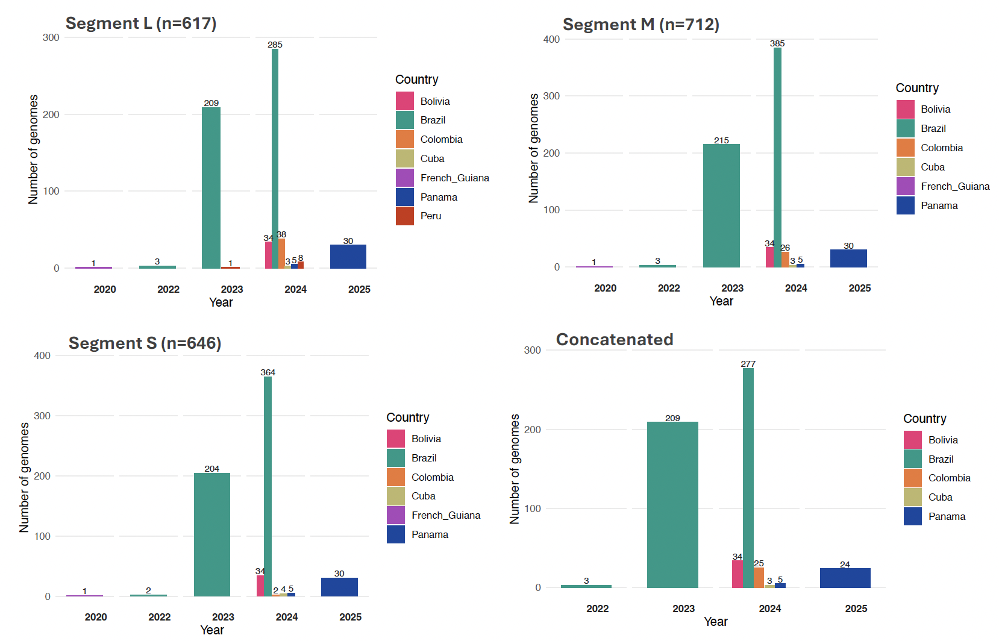 Segment L (n=617)
300
200
100
0
Number of genomes
1
3
209
1
34
285
38
3
5
8
30
2020
2022
2023
2024
2025
Year
Country
Bolivia
Brazil
Colombia
Cuba
French_Guiana
Panama
Peru
Segment M (n=712)
400
300
200
100
0
Number of genomes
1
3
215
34
385
26
3
5
30
2020
2022
2023
2024
2025
Year
Country
Bolivia
Brazil
Colombia
Cuba
French_Guiana
Panama
Segment S (n=646)
400
300
200
100
0
Number of genomes
1
2
204
34
364
2
4
5
30
2020
2022
2023
2024
2025
Year
Country
Bolivia
Brazil
Colombia
Cuba
French_Guiana
Panama
Concatenated
300
200
100
0
Number of genomes
3
209
34
277
25
3
5
24
2022
2023
2024
2025
Year
Country
Bolivia
Brazil
Colombia
Cuba
Panama